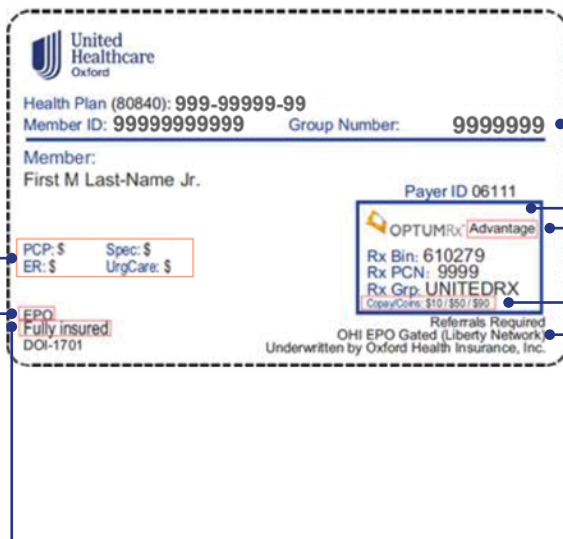 United
Healthcare
Oxford
Health Plan (80840): 999-99999-99
Member ID: 99999999999 Group Number: 9999999
Member:
First M Last-Name Jr.
Payer ID 06111
OPTUMRx® Advantage
PCP: $ Spec: $
ER: $ UrgCare: $
Rx Bin: 610279
Rx PCN: 9999
Rx Grp: UNITEDRX
Copay/Coins: $10 / $50 / $90
EPO
Fully insured
DOI-1701
Referrals Required
OHI EPO Gated (Liberty Network)
Underwritten by Oxford Health Insurance, Inc.